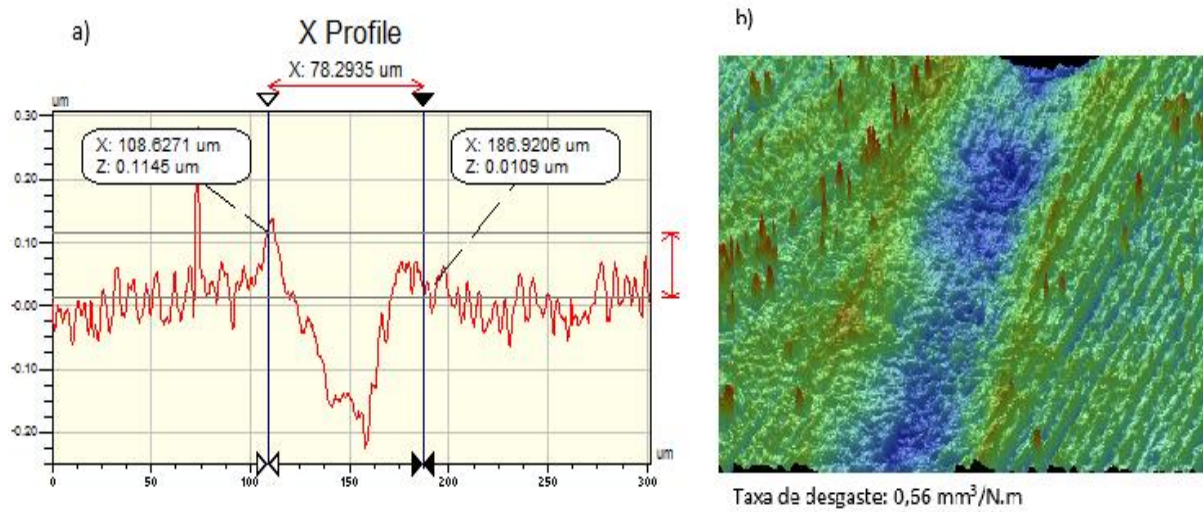 a)
X Profile
X: 78.2935 um
um
0.30
X: 108.6271 um
Z: 0.1145 um
X: 186.9206 um
Z: 0.0109 um
0.20
0.10
-0.00
-0.10
-0.20
um
0
50
100
150
200
250
300
b)
Taxa de desgaste: 0,56 mm³/N.m